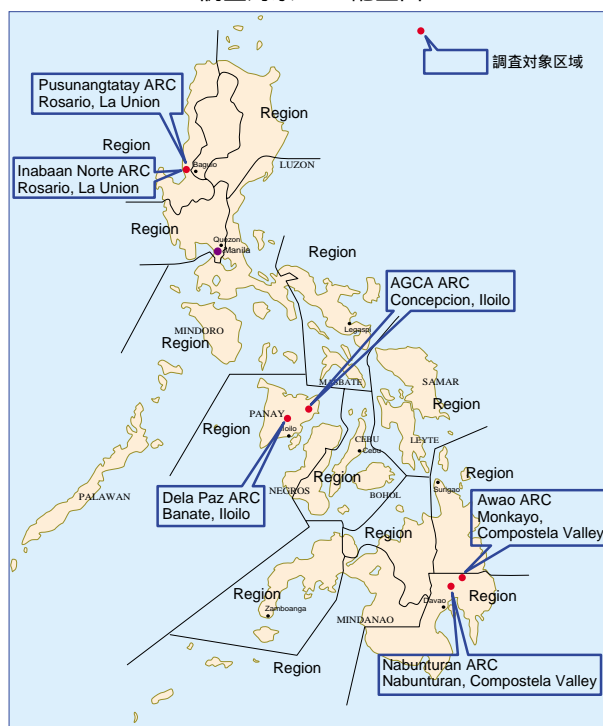 調査対象区域
Pusunangtatay ARC
Rosario, La Union
Region
Region
Baguio
LUZON
Inabaan Norte ARC
Rosario, La Union
Region
Quezon
Manila
Region
AGCA ARC
Concepcion, Iloilo
Legaspi
MINDORO
Region
MASBATE
SAMAR
Region
PANAY
Region
Iloilo
CEBU
Cebu
LEYTE
Region
NEGROS
Region
BOHOL
Surigao
PALAWAN
Dela Paz ARC
Banate, Iloilo
Awao ARC
Monkayo,
Compostela Valley
Region
Region
Zamboanga
Davao
Region
MINDANAO
Region
Nabunturan ARC
Nabunturan, Compostela Valley